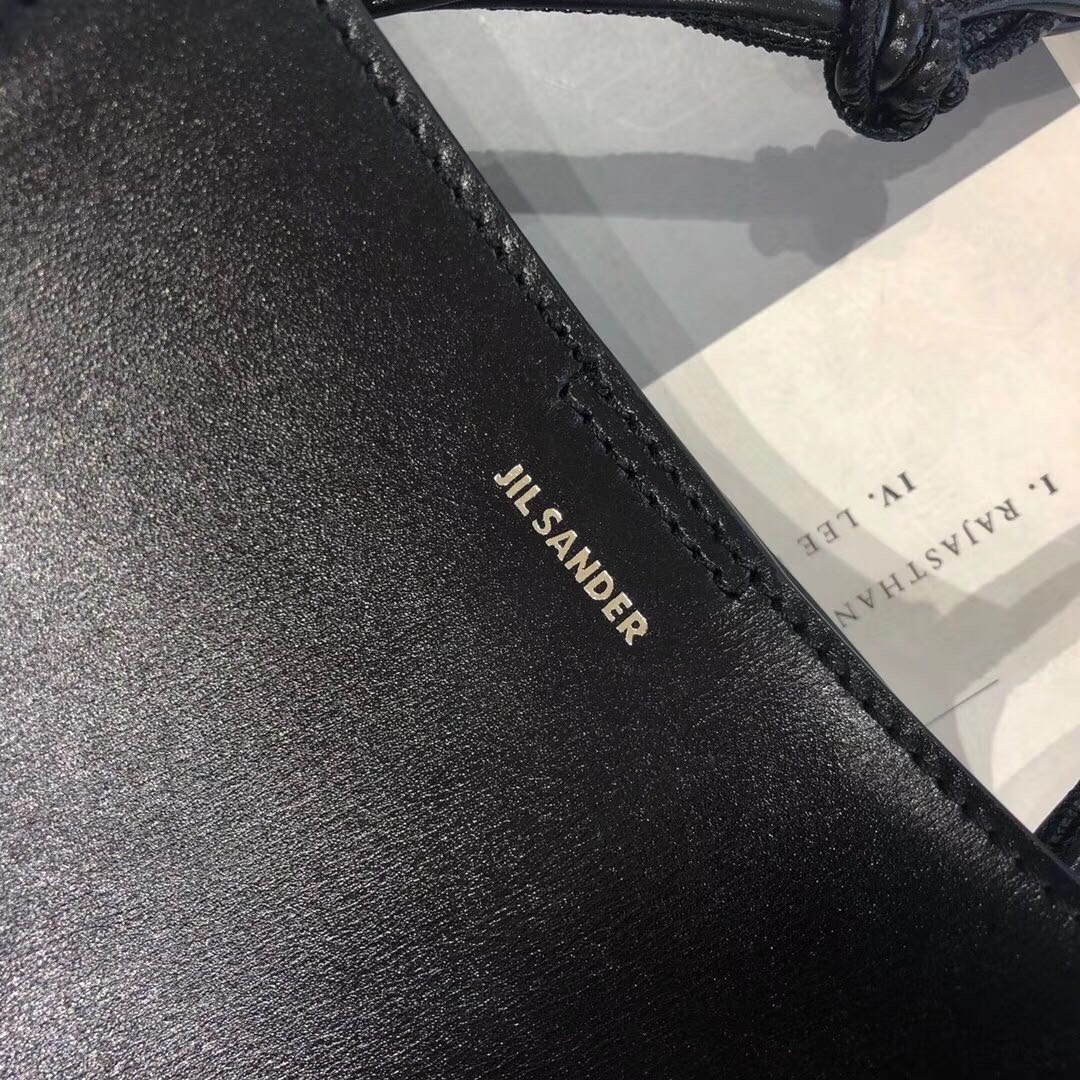 JIL SANDER
I. RAJASTHAN
IV. LEE